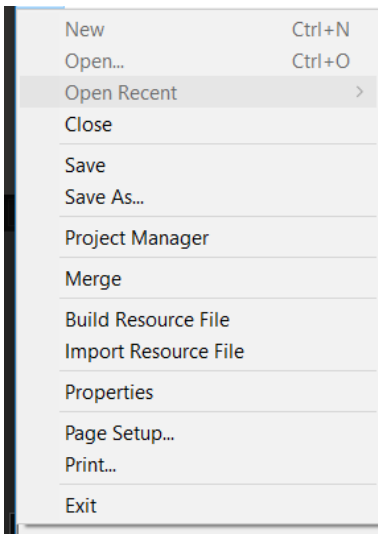 New Ctrl+N
Open... Ctrl+O
Open Recent
Close
Save
Save As...
Project Manager
Merge
Build Resource File
Import Resource File
Properties
Page Setup...
Print...
Exit